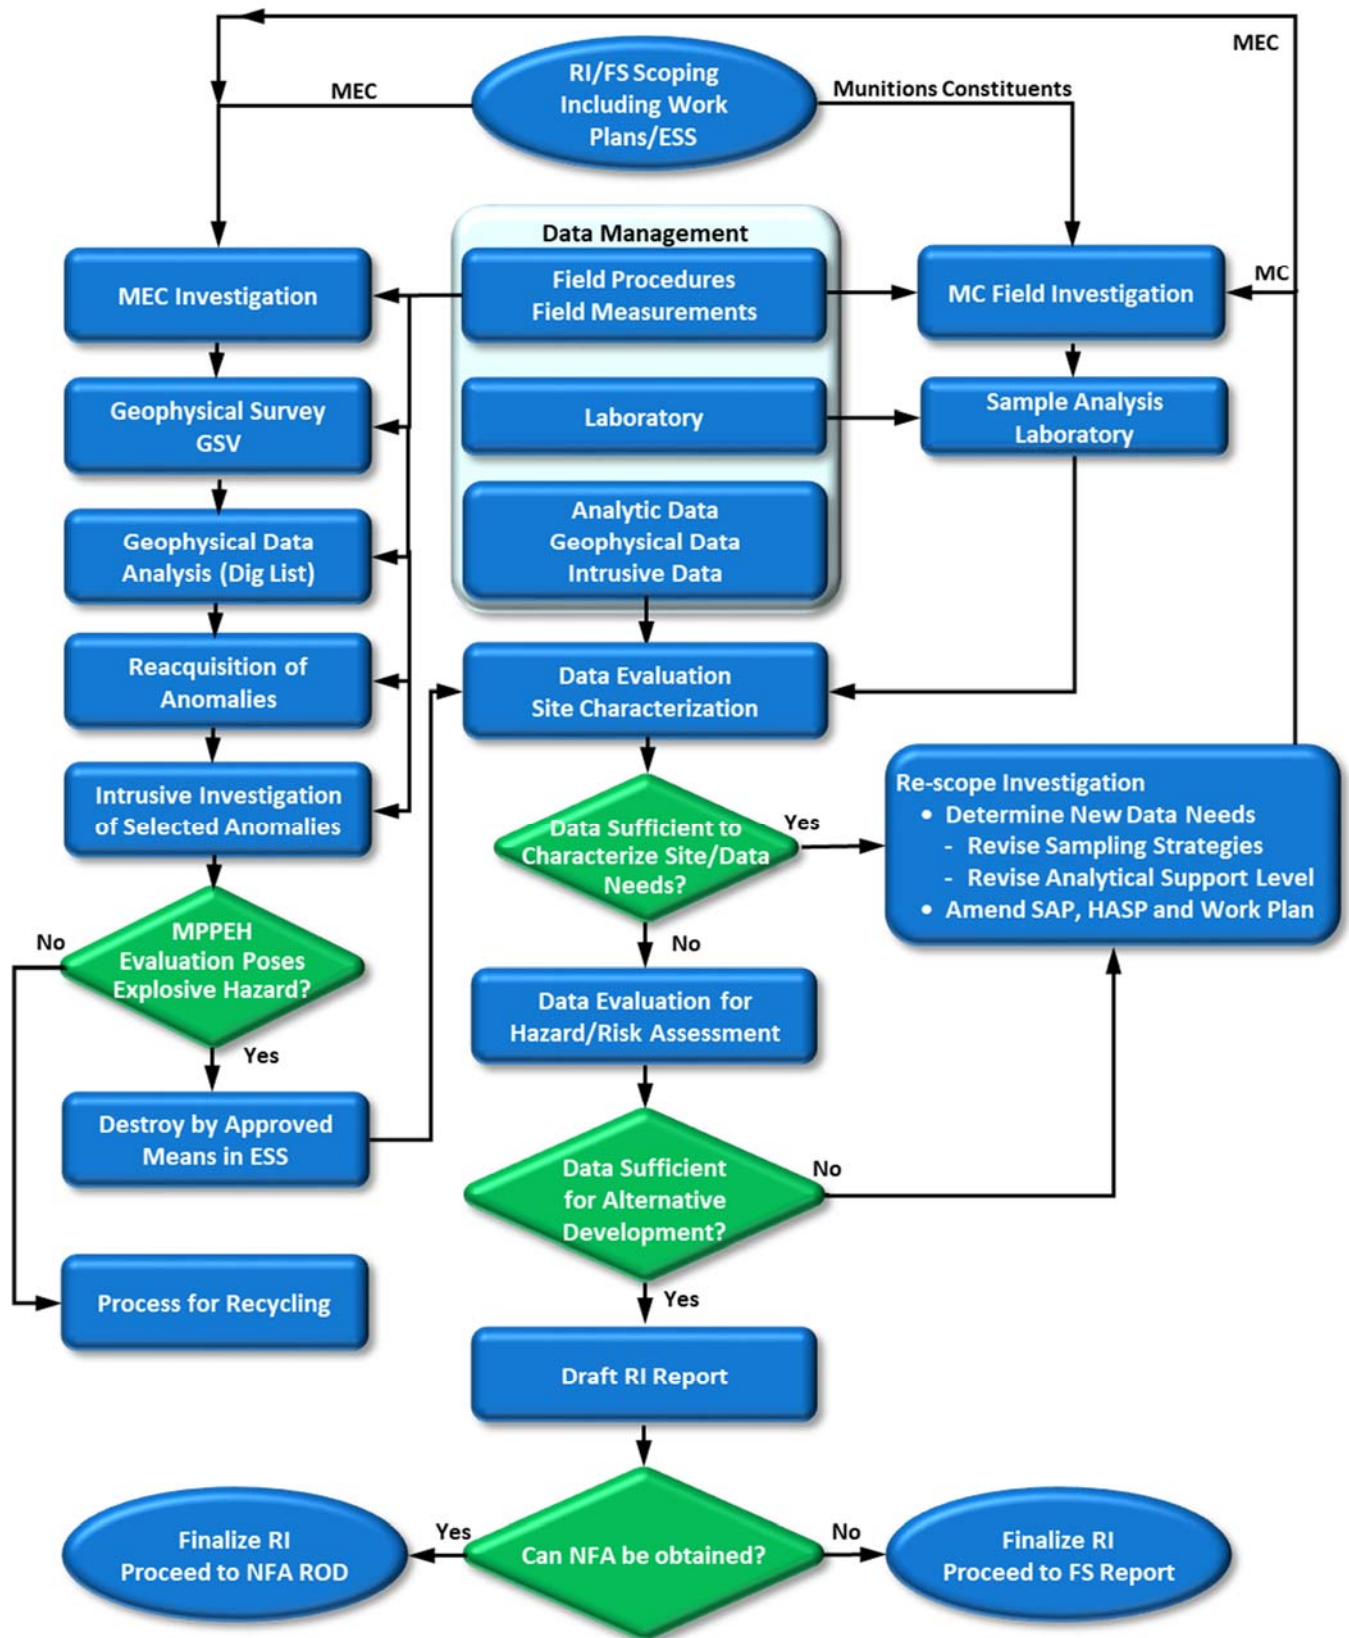 MEC
RI/FS Scoping
Including Work
Plans/ESS
MEC
Munitions Constituents
Data Management
Field Procedures
Field Measurements
MEC Investigation
MC Field Investigation
MC
Geophysical Survey
GSV
Laboratory
Sample Analysis
Laboratory
Geophysical Data
Analysis (Dig List)
Analytic Data
Geophysical Data
Intrusive Data
Reacquisition of
Anomalies
Data Evaluation
Site Characterization
Intrusive Investigation
of Selected Anomalies
Data Sufficient to
Characterize Site/Data
Needs?
Yes
Re-scope Investigation
• Determine New Data Needs
- Revise Sampling Strategies
- Revise Analytical Support Level
• Amend SAP, HASP and Work Plan
No
MPPEH
Evaluation Poses
Explosive Hazard?
No
Yes
Data Evaluation for
Hazard/Risk Assessment
Destroy by Approved
Means in ESS
Data Sufficient
for Alternative
Development?
No
Yes
Process for Recycling
Draft RI Report
Can NFA be obtained?
Yes
No
Finalize RI
Proceed to NFA ROD
Finalize RI
Proceed to FS Report